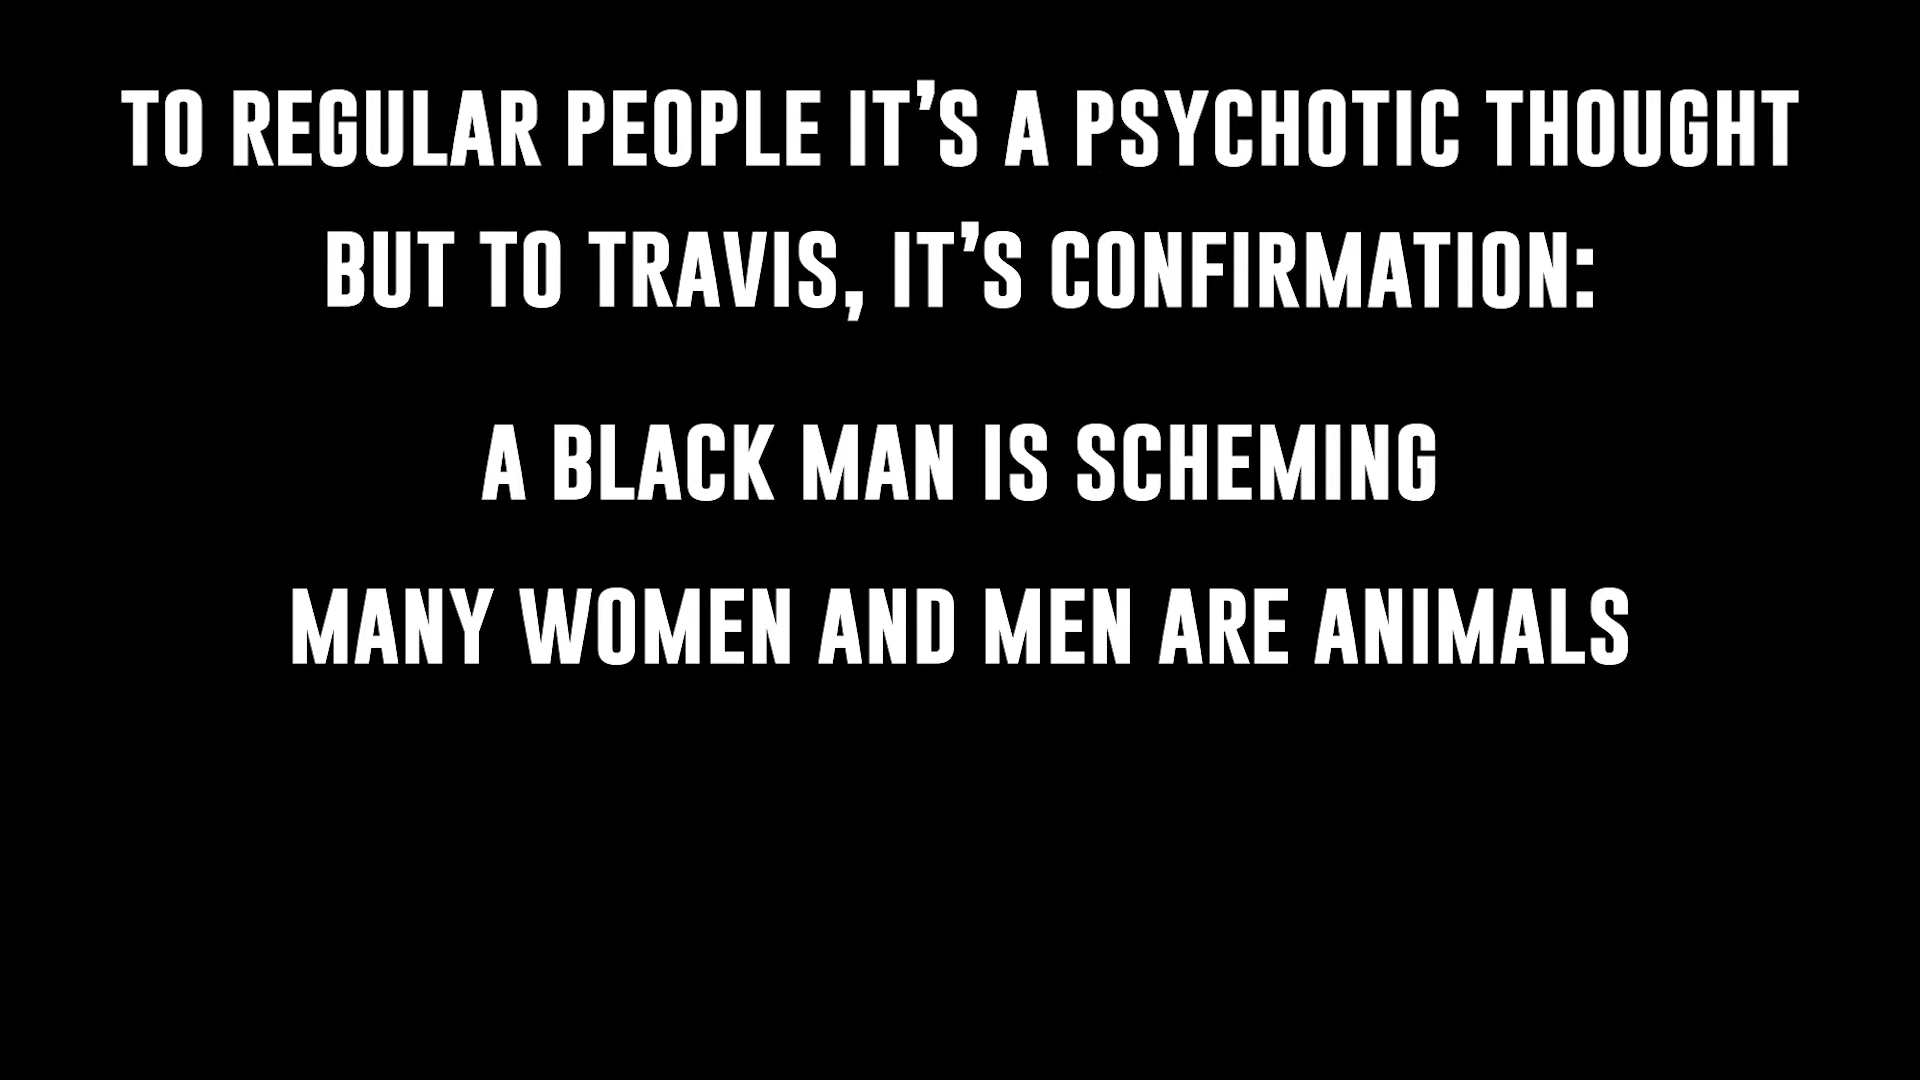 TO REGULAR PEOPLE IT’S A PSYCHOTIC THOUGHT
BUT TO TRAVIS, IT’S CONFIRMATION:
A BLACK MAN IS SCHEMING
MANY WOMEN AND MEN ARE ANIMALS